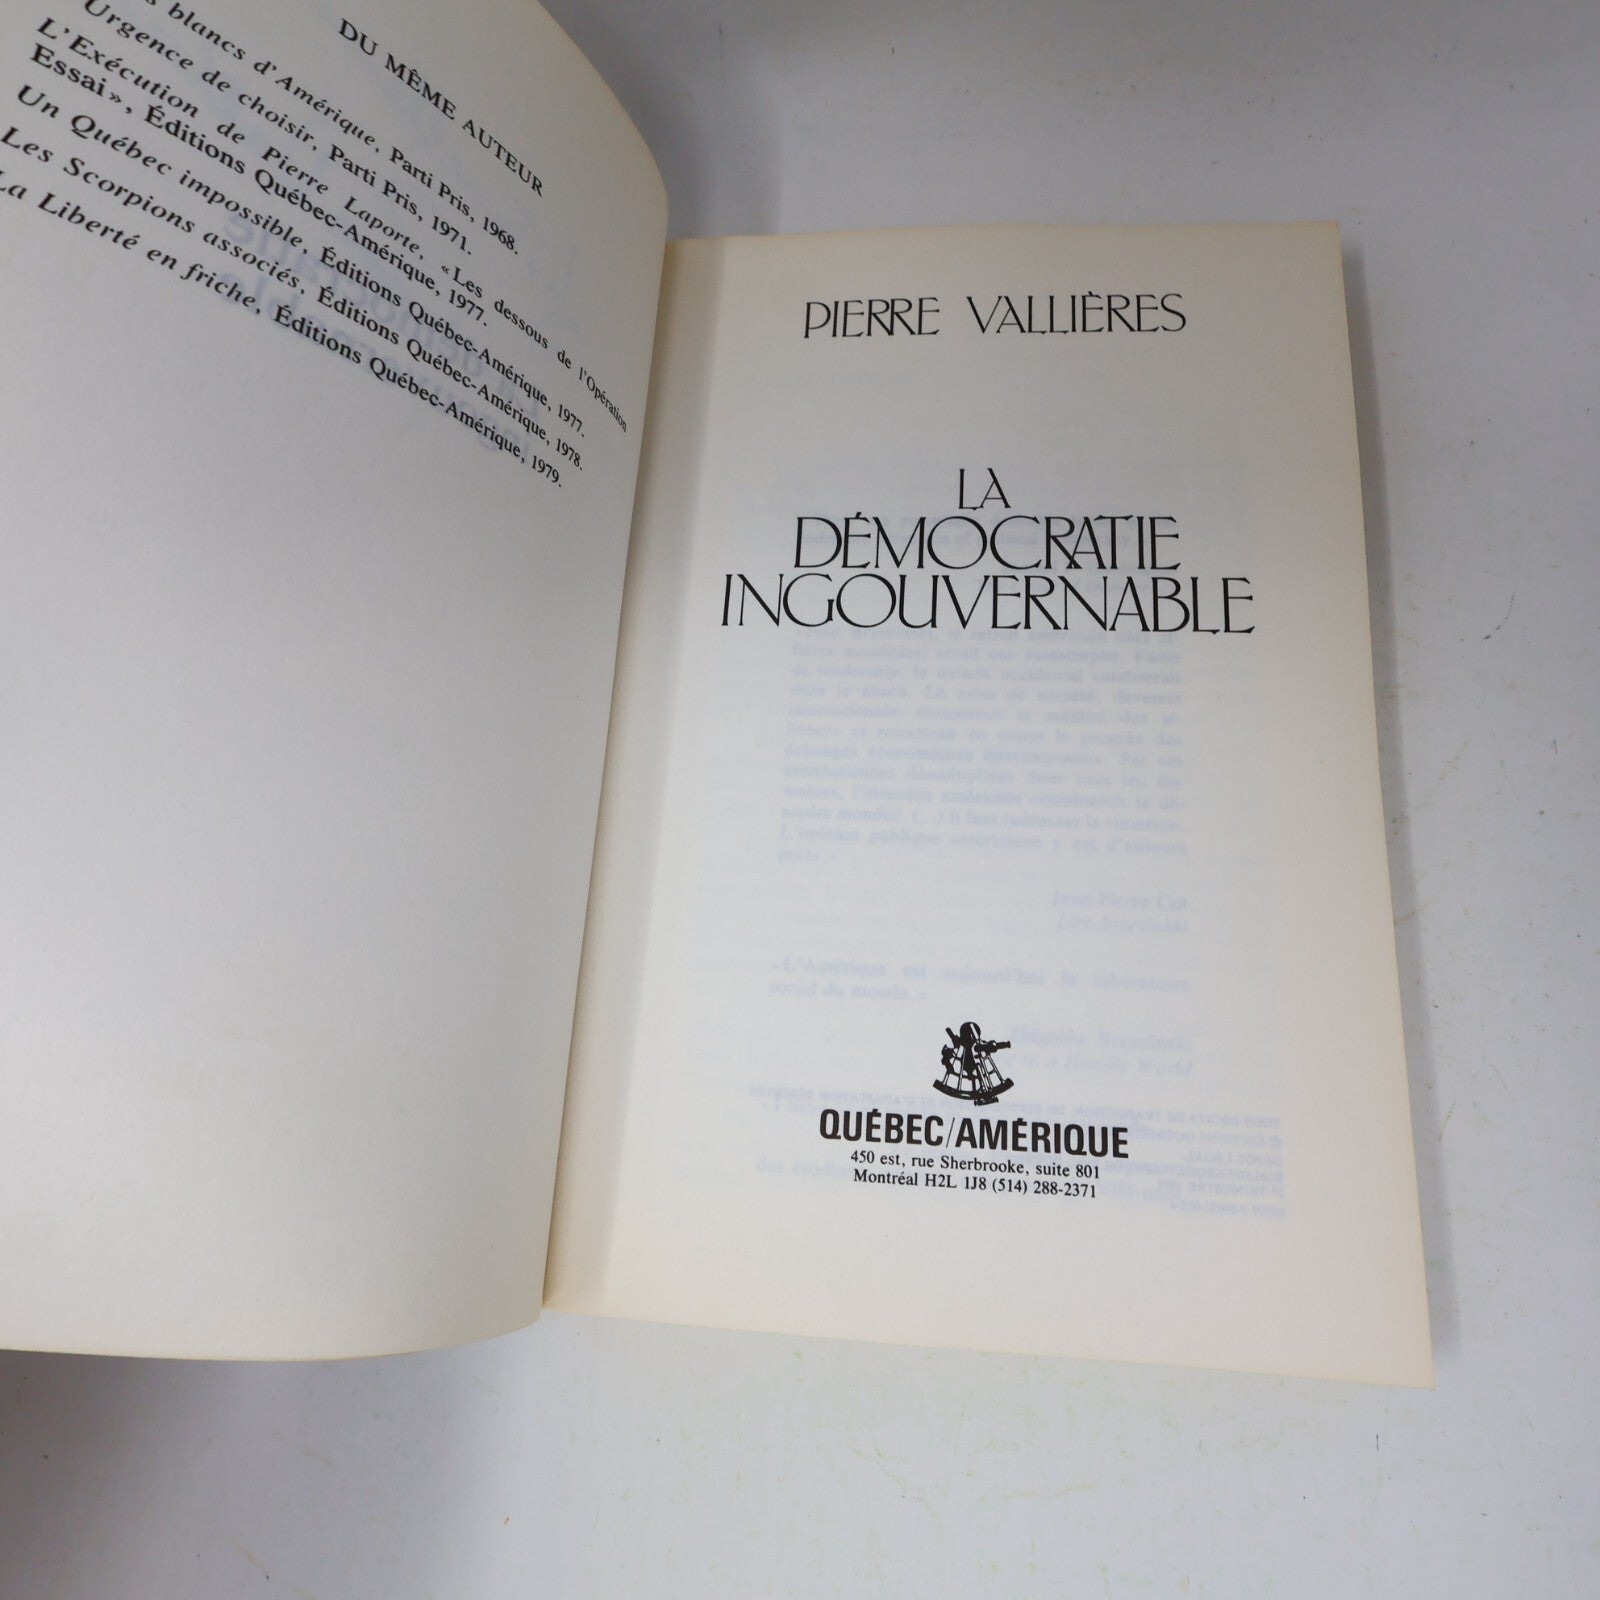 DU MÊME AUTEUR
blancs d'Amérique, Parti Pris, 1968.
Urgence de choisir, Parti Pris, 1971.
L'Exécution de Pierre Laporte, « Les dessous de l'Opération
Essai », Éditions Québec-Amérique, 1977.
Un Québec impossible, Éditions Québec-Amérique, 1977.
Les Scorpions associés, Éditions Québec-Amérique, 1978.
La Liberté en friche, Éditions Québec-Amérique, 1979.
PIERRE VALLIÈRES
LA
DÉMOCRATIE
INGOUVERNABLE
QUÉBEC/AMÉRIQUE
450 est, rue Sherbrooke, suite 801
Montréal H2L 1J8 (514) 288-2371